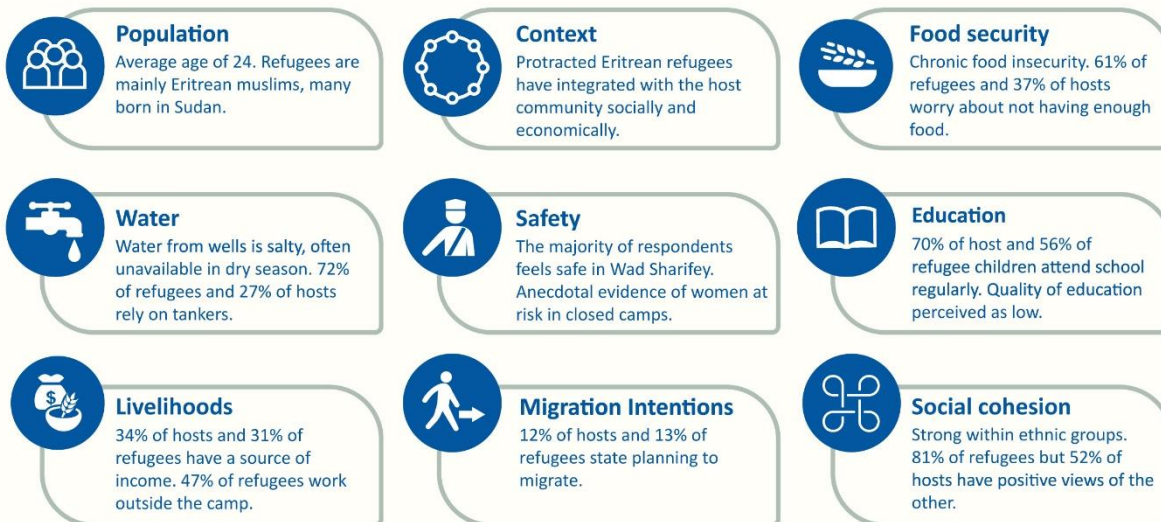 Population
Average age of 24. Refugees are
mainly Eritrean muslims, many
born in Sudan.
Context
Protracted Eritrean refugees
have integrated with the host
community socially and
economically.
Food security
Chronic food insecurity. 61% of
refugees and 37% of hosts
worry about not having enough
food.
Water
Water from wells is salty, often
unavailable in dry season. 72%
of refugees and 27% of hosts
rely on tankers.
Safety
The majority of respondents
feels safe in Wad Sharifey.
Anecdotal evidence of women at
risk in closed camps.
Education
70% of host and 56% of
refugee children attend school
regularly. Quality of education
perceived as low.
$
Livelihoods
34% of hosts and 31% of
refugees have a source of
income. 47% of refugees work
outside the camp.
Migration Intentions
12% of hosts and 13% of
refugees state planning to
migrate.
Social cohesion
Strong within ethnic groups.
81% of refugees but 52% of
hosts have positive views of the
other.